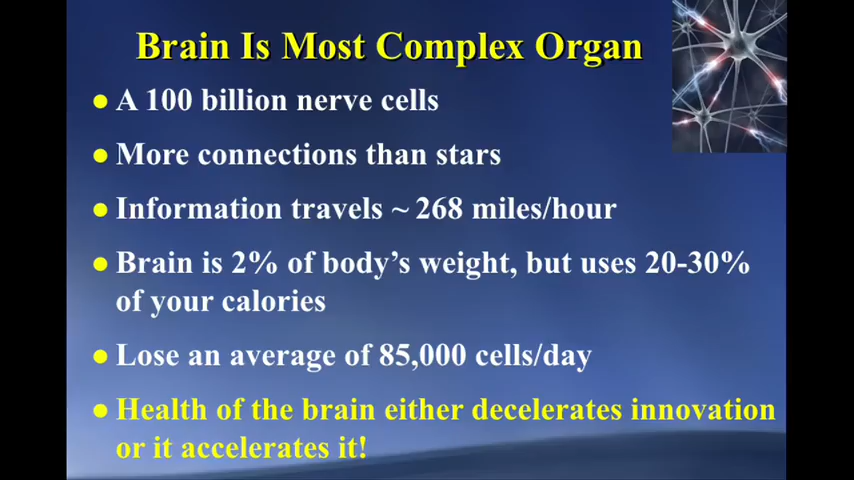 Brain Is Most Complex Organ
● A 100 billion nerve cells
● More connections than stars
● Information travels ~ 268 miles/hour
● Brain is 2% of body’s weight, but uses 20-30%
of your calories
● Lose an average of 85,000 cells/day
● Health of the brain either decelerates innovation
or it accelerates it!